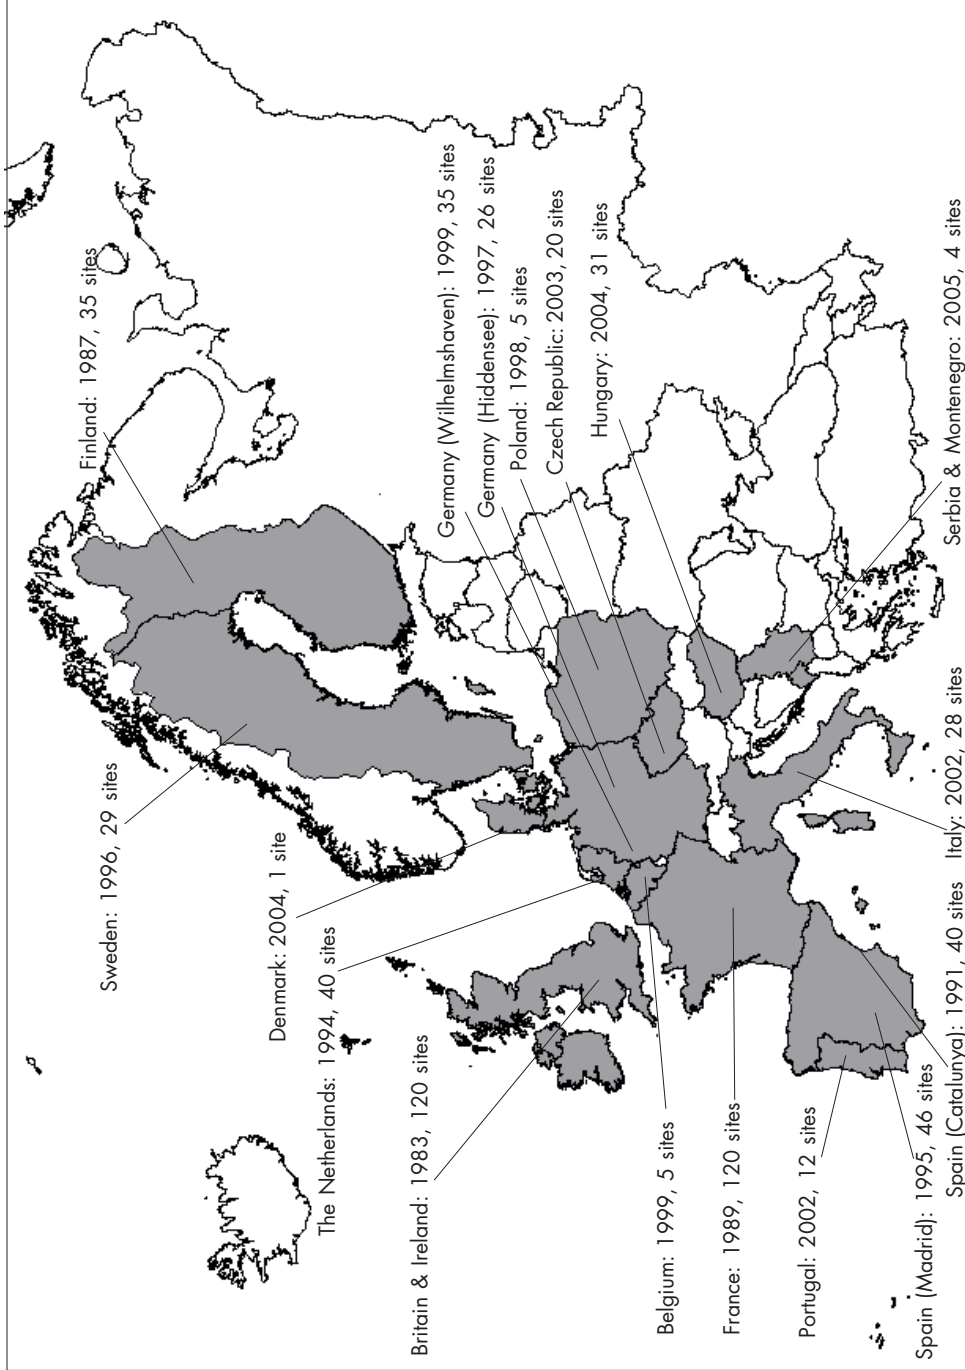 Finland: 1987, 35 sites
Sweden: 1996, 29 sites
Denmark: 2004, 1 site
The Netherlands: 1994, 40 sites
Britain & Ireland: 1983, 120 sites
Germany (Wilhelmshaven): 1999, 35 sites
Germany (Hiddensee): 1997, 26 sites
Poland: 1998, 5 sites
Czech Republic: 2003, 20 sites
Hungary: 2004, 31 sites
Belgium: 1999, 5 sites
France: 1989, 120 sites
Portugal: 2002, 12 sites
Spain (Madrid): 1995, 46 sites
Spain (Catalunya): 1991, 40 sites
Italy: 2002, 28 sites
Serbia & Montenegro: 2005, 4 sites